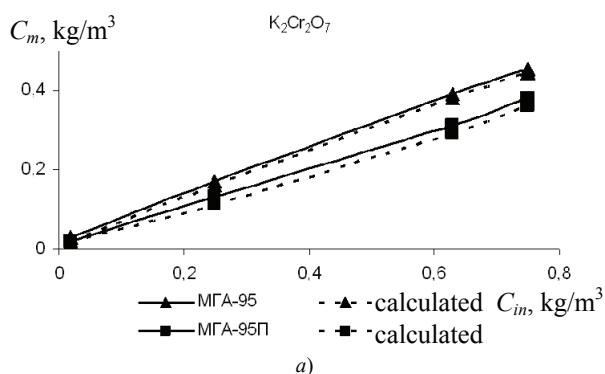 C_m, kg/m³
K₂Cr₂O₇
0,4
0,2
0
0 0,2 0,4 0,6 0,8
МГА-95 calculated C_in, kg/m³
МГА-95П calculated
a)